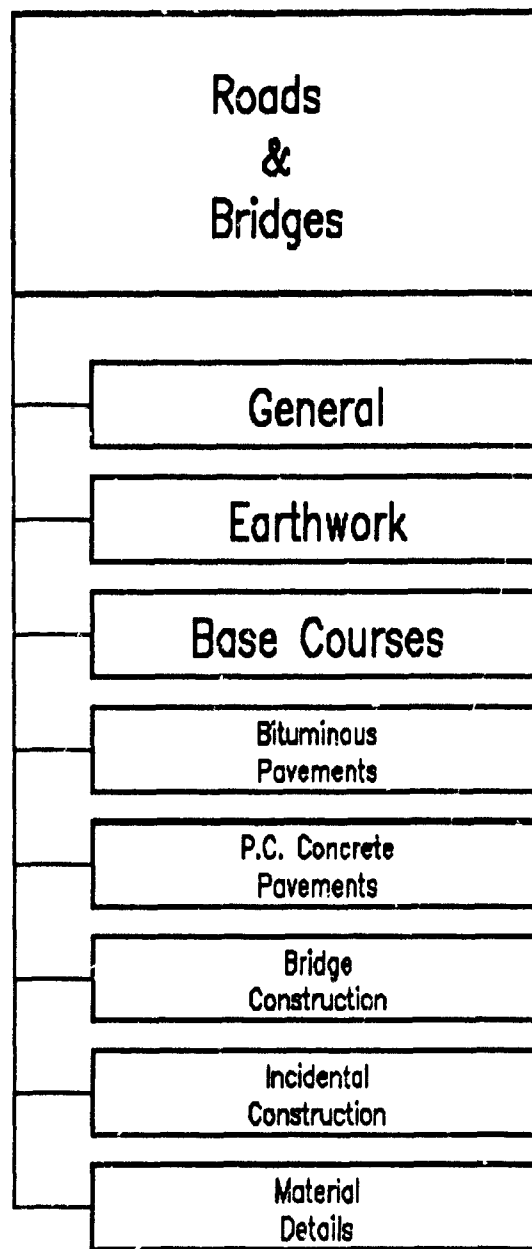 Roads
&
Bridges
General
Earthwork
Base Courses
Bituminous
Pavements
P.C. Concrete
Pavements
Bridge
Construction
Incidental
Construction
Material
Details